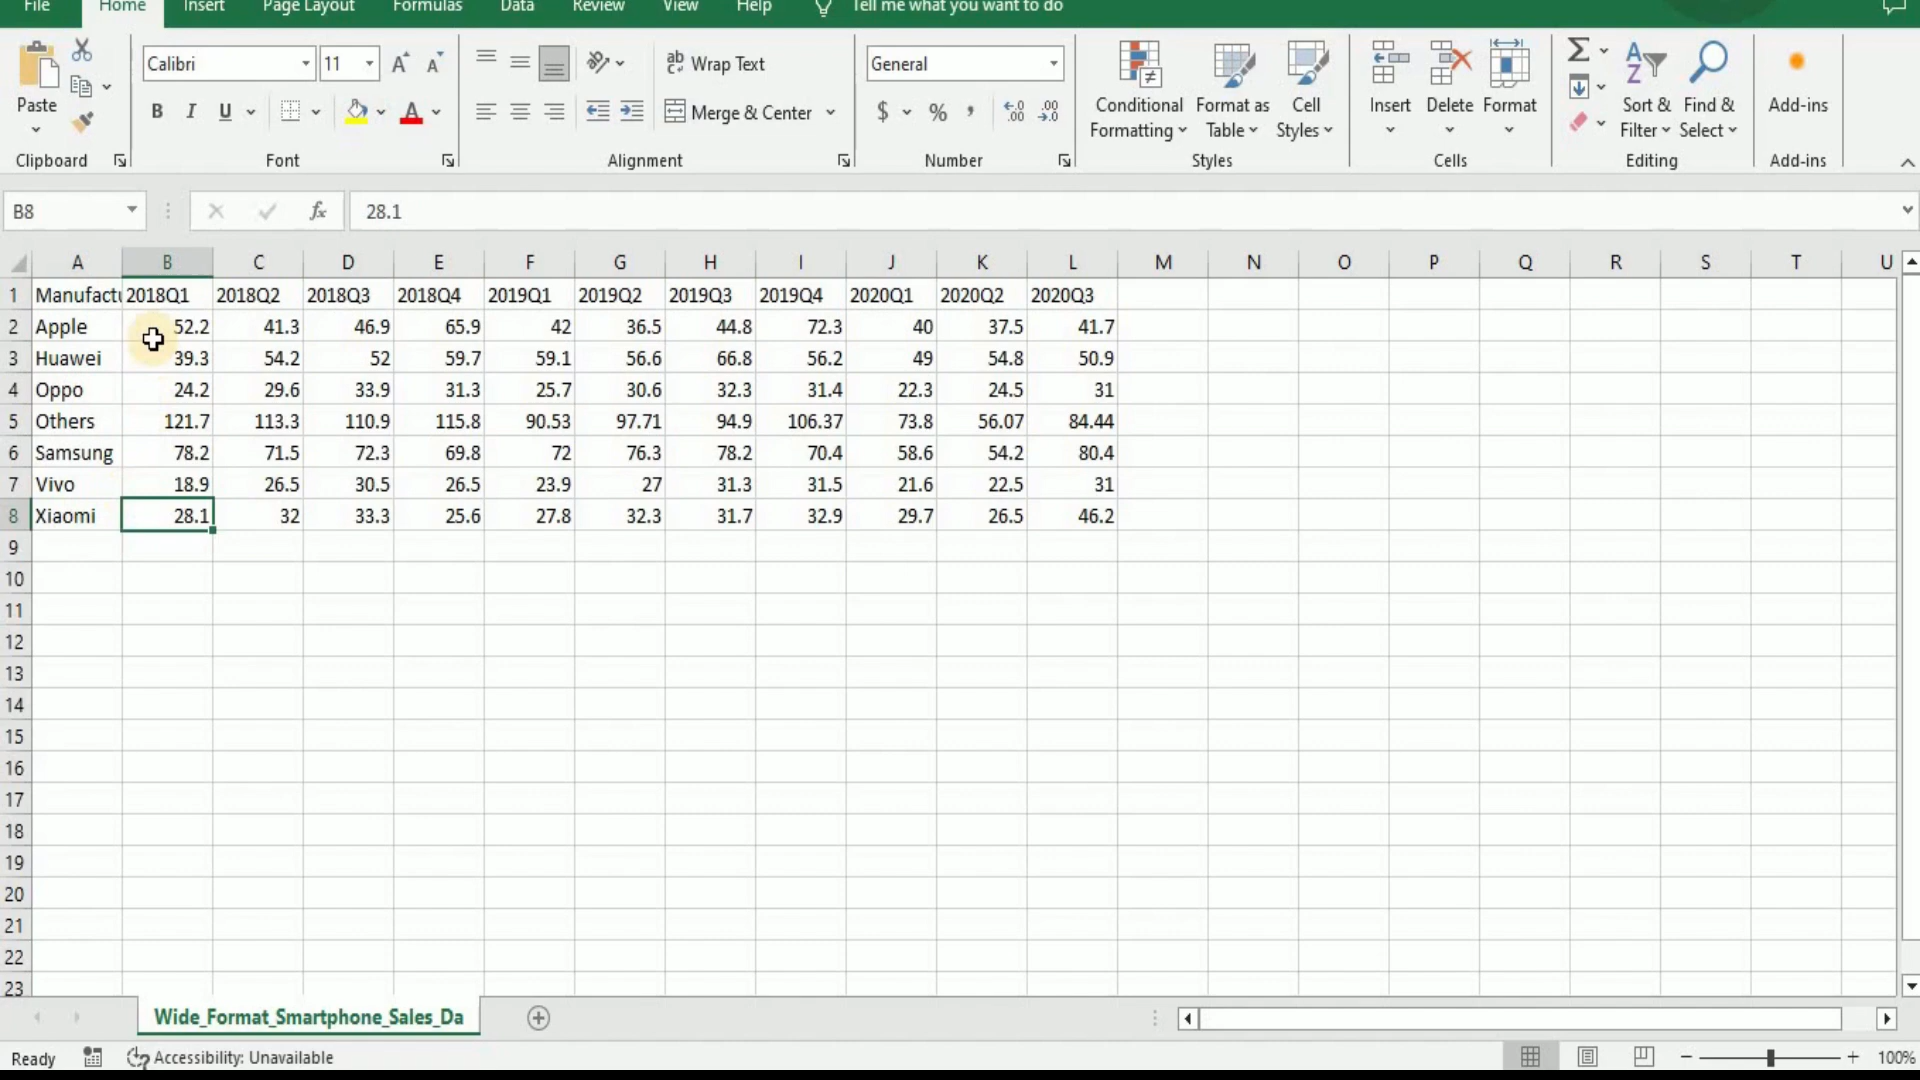 File Home Insert Page Layout Formulas Data Review View Help Tell me what you want to do
Paste
Clipboard
Calibri 11
B I U A
Font
Wrap Text
Merge & Center
Alignment
General
$ % ,
Number
Conditional Formatting
Format as Table
Cell Styles
Styles
Insert Delete Format
Cells
Sort & Filter
Find & Select
Editing
Add-ins
Add-ins
B8 fx 28.1
A B C D E F G H I J K L M N O P Q R S T U
1 Manufactu 2018Q1 2018Q2 2018Q3 2018Q4 2019Q1 2019Q2 2019Q3 2019Q4 2020Q1 2020Q2 2020Q3
2 Apple 52.2 41.3 46.9 65.9 42 36.5 44.8 72.3 40 37.5 41.7
3 Huawei 39.3 54.2 52 59.7 59.1 56.6 66.8 56.2 49 54.8 50.9
4 Oppo 24.2 29.6 33.9 31.3 25.7 30.6 32.3 31.4 22.3 24.5 31
5 Others 121.7 113.3 110.9 115.8 90.53 97.71 94.9 106.37 73.8 56.07 84.44
6 Samsung 78.2 71.5 72.3 69.8 72 76.3 78.2 70.4 58.6 54.2 80.4
7 Vivo 18.9 26.5 30.5 26.5 23.9 27 31.3 31.5 21.6 22.5 31
8 Xiaomi 28.1 32 33.3 25.6 27.8 32.3 31.7 32.9 29.7 26.5 46.2
9
10
11
12
13
14
15
16
17
18
19
20
21
22
23
Wide_Format_Smartphone_Sales_Da
Ready Accessibility: Unavailable 100%